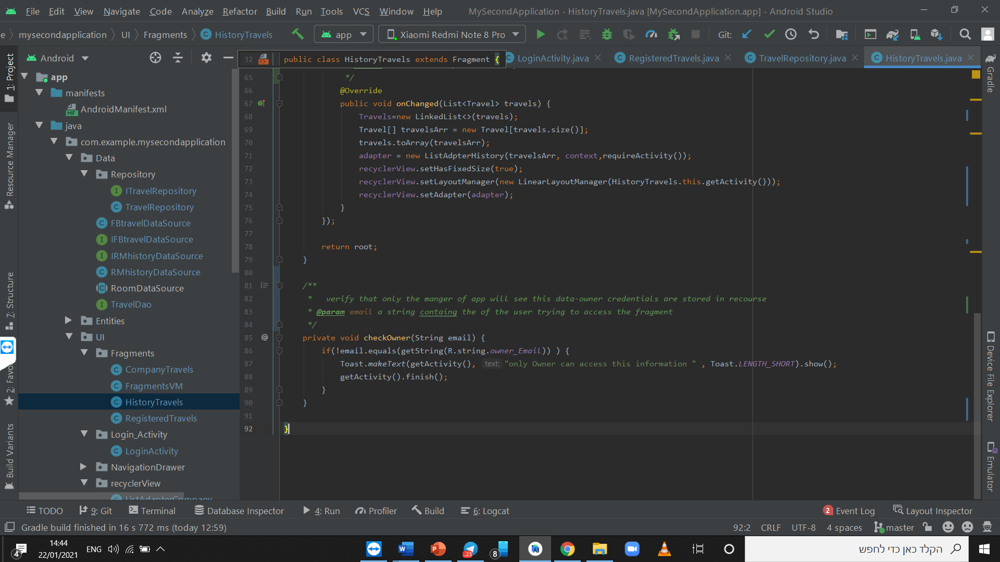 File Edit View Navigate Code Analyze Refactor Build Run Tools VCS Window Help MySecondApplication - HistoryTravels.java [MySecondApplication.app] - Android Studio
e mysecondapplication UI Fragments HistoryTravels app Xiaomi Redmi Note 8 Pro Git:
Android
32 public class HistoryTravels extends Fragment {
LoginActivity.java RegisteredTravels.java TravelRepository.java HistoryTravels.java
1: Project
Resource Manager
7: Structure
2: Favo
Build Variants
app
manifests
AndroidManifest.xml
java
com.example.mysecondapplication
Data
Repository
ITravelRepository
TravelRepository
FBtravelDataSource
IFBtravelDataSource
IRMhistoryDataSource
RMhistoryDataSource
RoomDataSource
TravelDao
Entities
UI
Fragments
CompanyTravels
FragmentsVM
HistoryTravels
RegisteredTravels
Login_Activity
LoginActivity
NavigationDrawer
recyclerView
ListAdapterCompany
65 */
66 @Override
67 public void onChanged(List<Travel> travels) {
68 Travels=new LinkedList<>(travels);
69 Travel[] travelsArr = new Travel[travels.size()];
70 travels.toArray(travelsArr);
71 adapter = new ListAdpterHistory(travelsArr, context,requireActivity());
72 recyclerView.setHasFixedSize(true);
73 recyclerView.setLayoutManager(new LinearLayoutManager(HistoryTravels.this.getActivity()));
74 recyclerView.setAdapter(adapter);
75 }
76 });
77
78 return root;
79 }
80
81 /**
82 * verify that only the manger of app will see this data-owner credentials are stored in recourse
83 * @param email a string containg the of the user trying to access the fragment
84 */
85 private void checkOwner(String email) {
86 if(!email.equals(getString(R.string.owner_Email)) ) {
87 Toast.makeText(getActivity(), text: "only Owner can access this information " , Toast.LENGTH_SHORT).show();
88 getActivity().finish();
89 }
90 }
91
92 }
Gradle
Device File Explorer
Emulator
TODO 9: Git Terminal Database Inspector 4: Run Profiler Build 6: Logcat 2 Event Log Layout Inspector
Gradle build finished in 16 s 772 ms (today 12:59) 92:2 CRLF UTF-8 4 spaces master
4 14:44 22/01/2021 ENG 23 8 הקלד כאן כדי לחפש